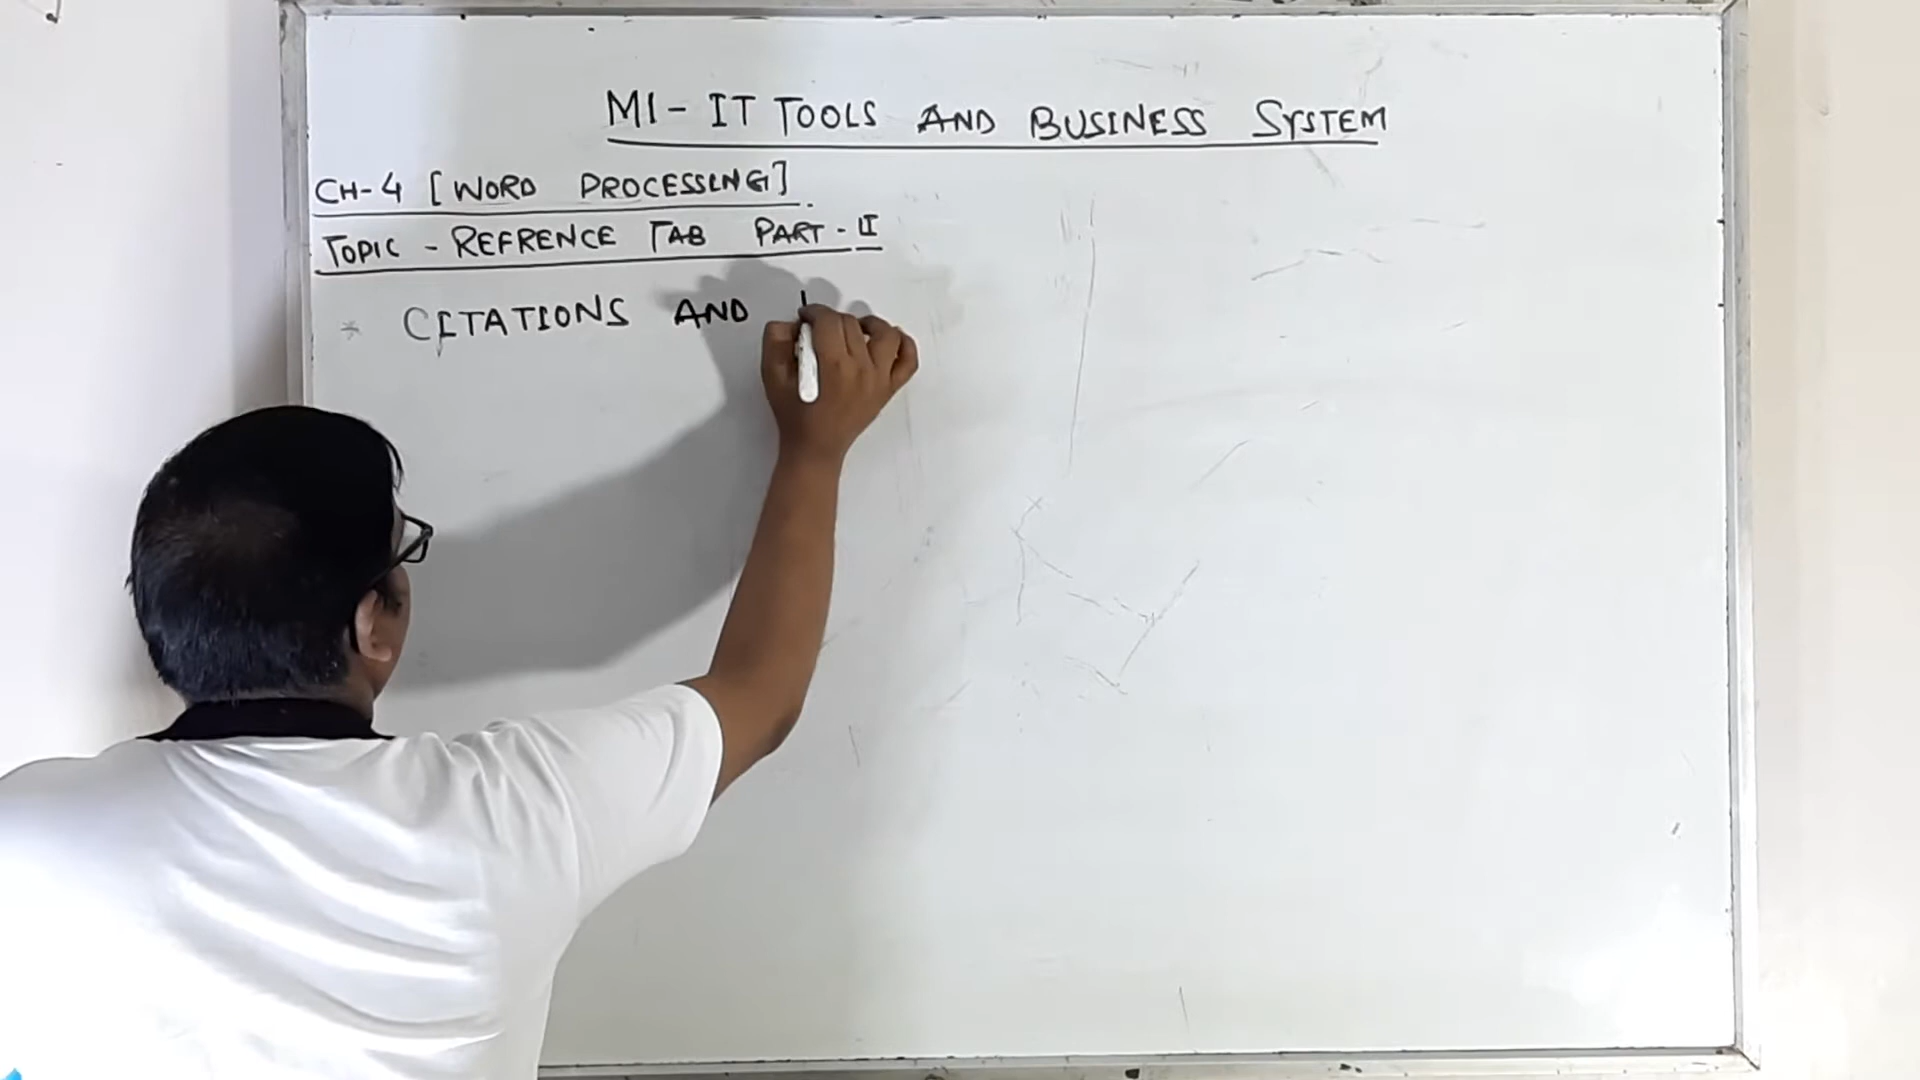 M1 - IT TOOLS AND BUSINESS SYSTEM
CH-4 [WORD PROCESSING]
TOPIC - REFRENCE TAB PART - II
* CITATIONS AND